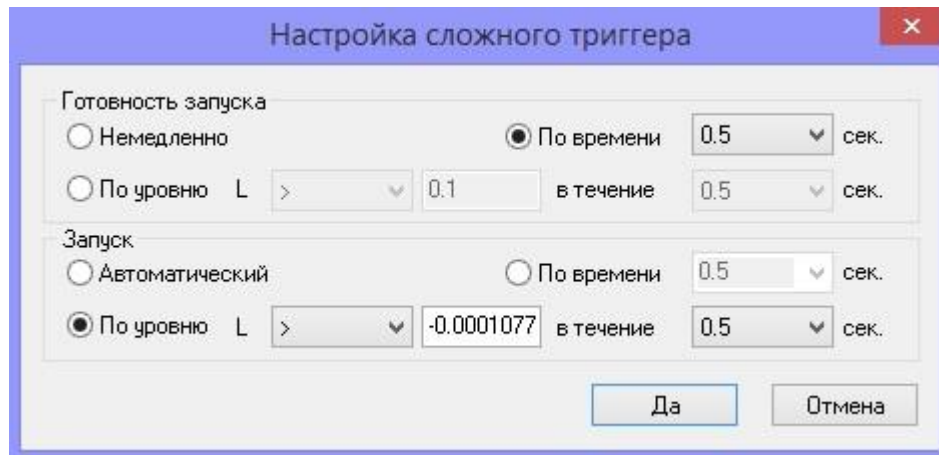 Настройка сложного триггера
Готовность запуска
Немедленно По времени 0.5 сек.
По уровню L > 0.1 в течение 0.5 сек.
Запуск
Автоматический По времени 0.5 сек.
По уровню L > -0.0001077 в течение 0.5 сек.
Да Отмена